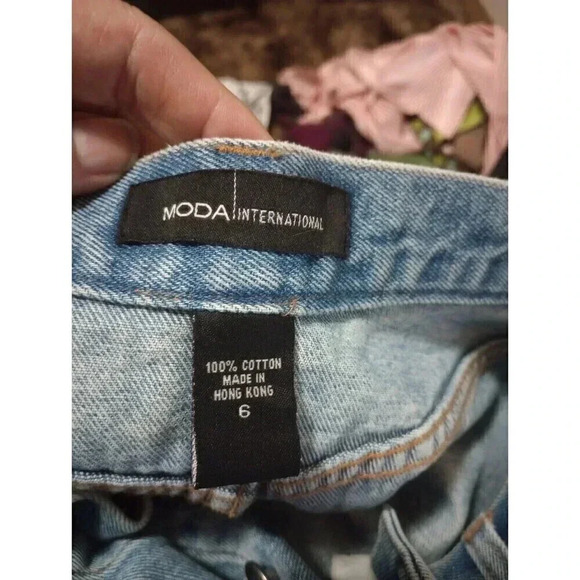 MODA INTERNATIONAL
100% COTTON
MADE IN
HONG KONG
6